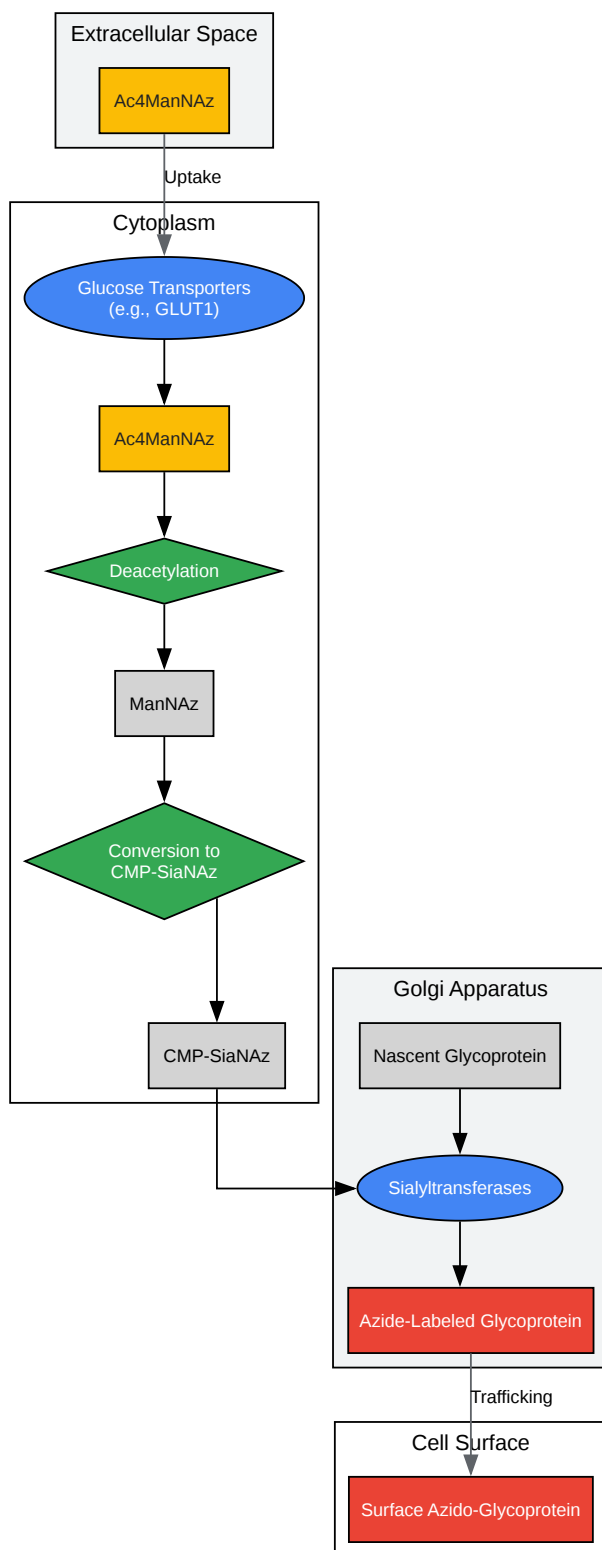 Extracellular Space
Ac4ManNAz
Uptake
Cytoplasm
Glucose Transporters
(e.g., GLUT1)
Ac4ManNAz
Deacetylation
ManNAz
Conversion to
CMP-SiaNAz
CMP-SiaNAz
Golgi Apparatus
Nascent Glycoprotein
Sialyltransferases
Azide-Labeled Glycoprotein
Trafficking
Cell Surface
Surface Azido-Glycoprotein